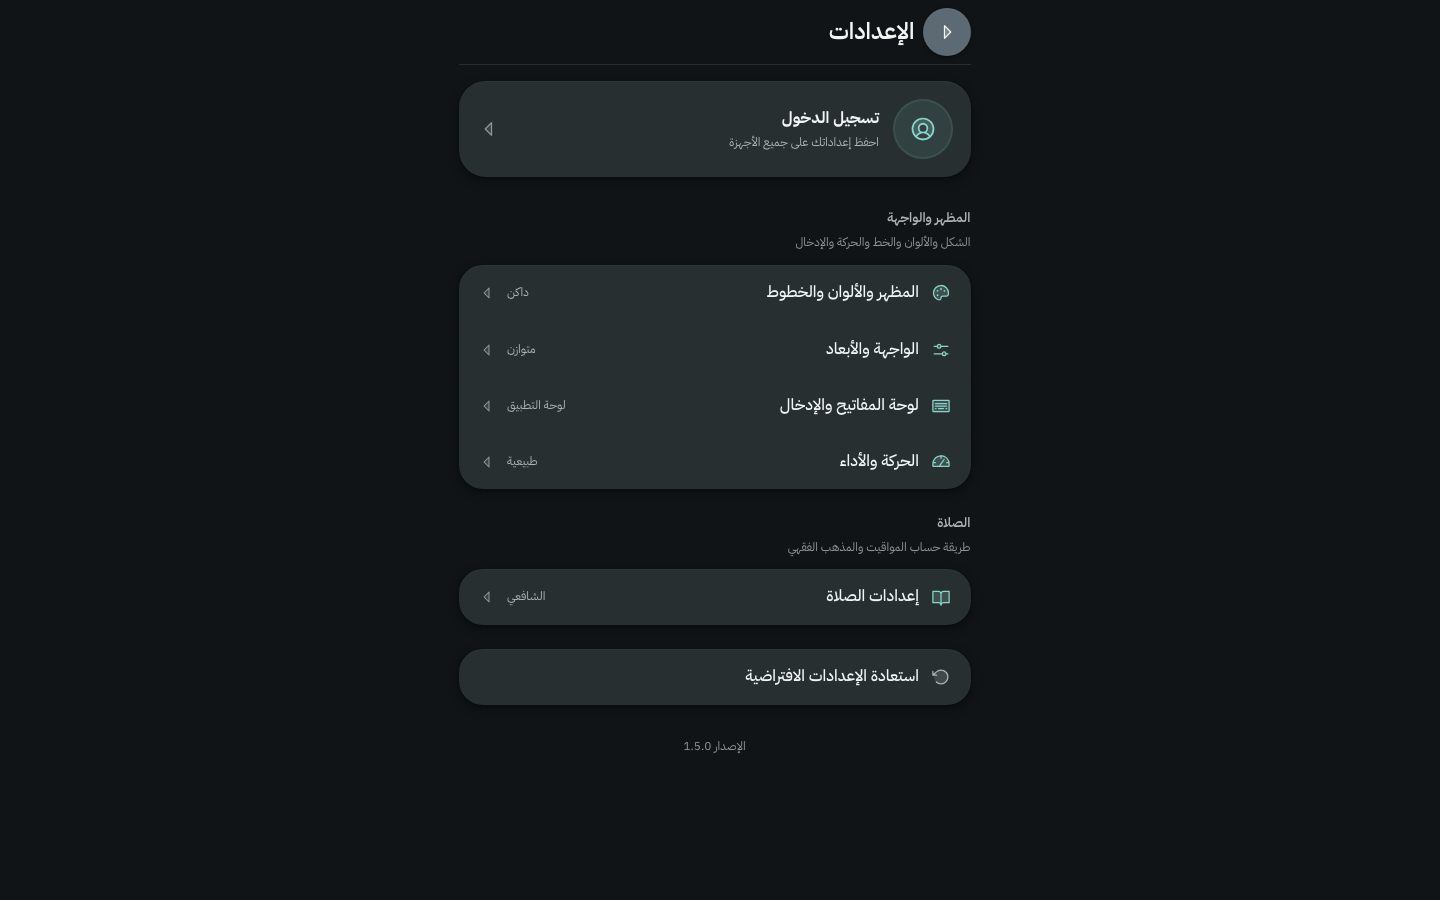 الإعدادات
تسجيل الدخول
احفظ إعداداتك على جميع الأجهزة
المظهر والواجهة
الشكل والألوان والخط والحركة والإدخال
المظهر والألوان والخطوط
داكن
الواجهة والأبعاد
متوازن
لوحة المفاتيح والإدخال
لوحة التطبيق
الحركة والأداء
طبيعية
الصلاة
طريقة حساب المواقيت والمذهب الفقهي
إعدادات الصلاة
الشافعي
استعادة الإعدادات الافتراضية
الإصدار 1.5.0